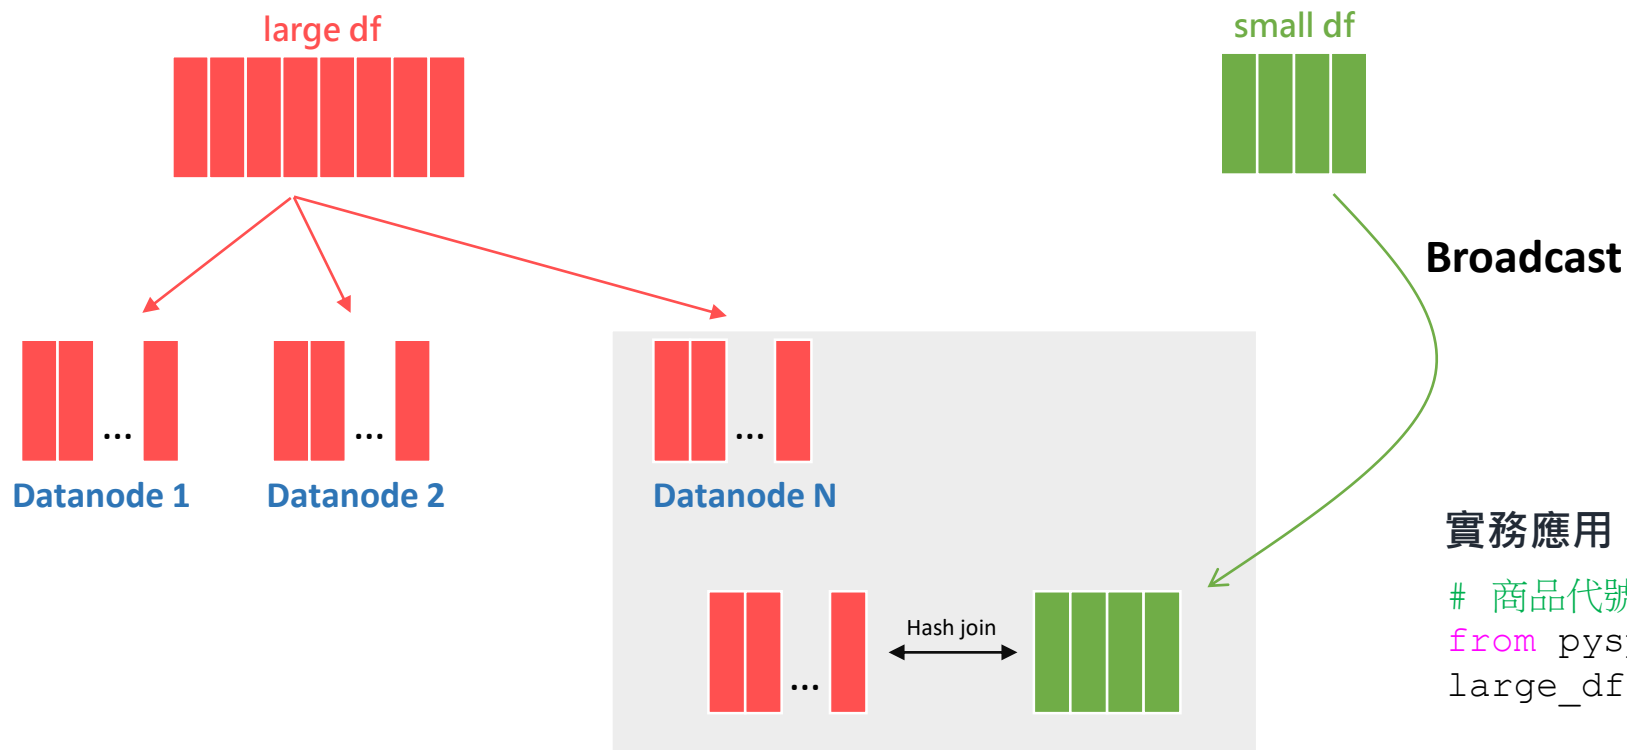 large df
small df
Broadcast
...
...
...
Datanode 1
Datanode 2
Datanode N
Hash join
...
實務應用
# 商品代號
from pys
large_df